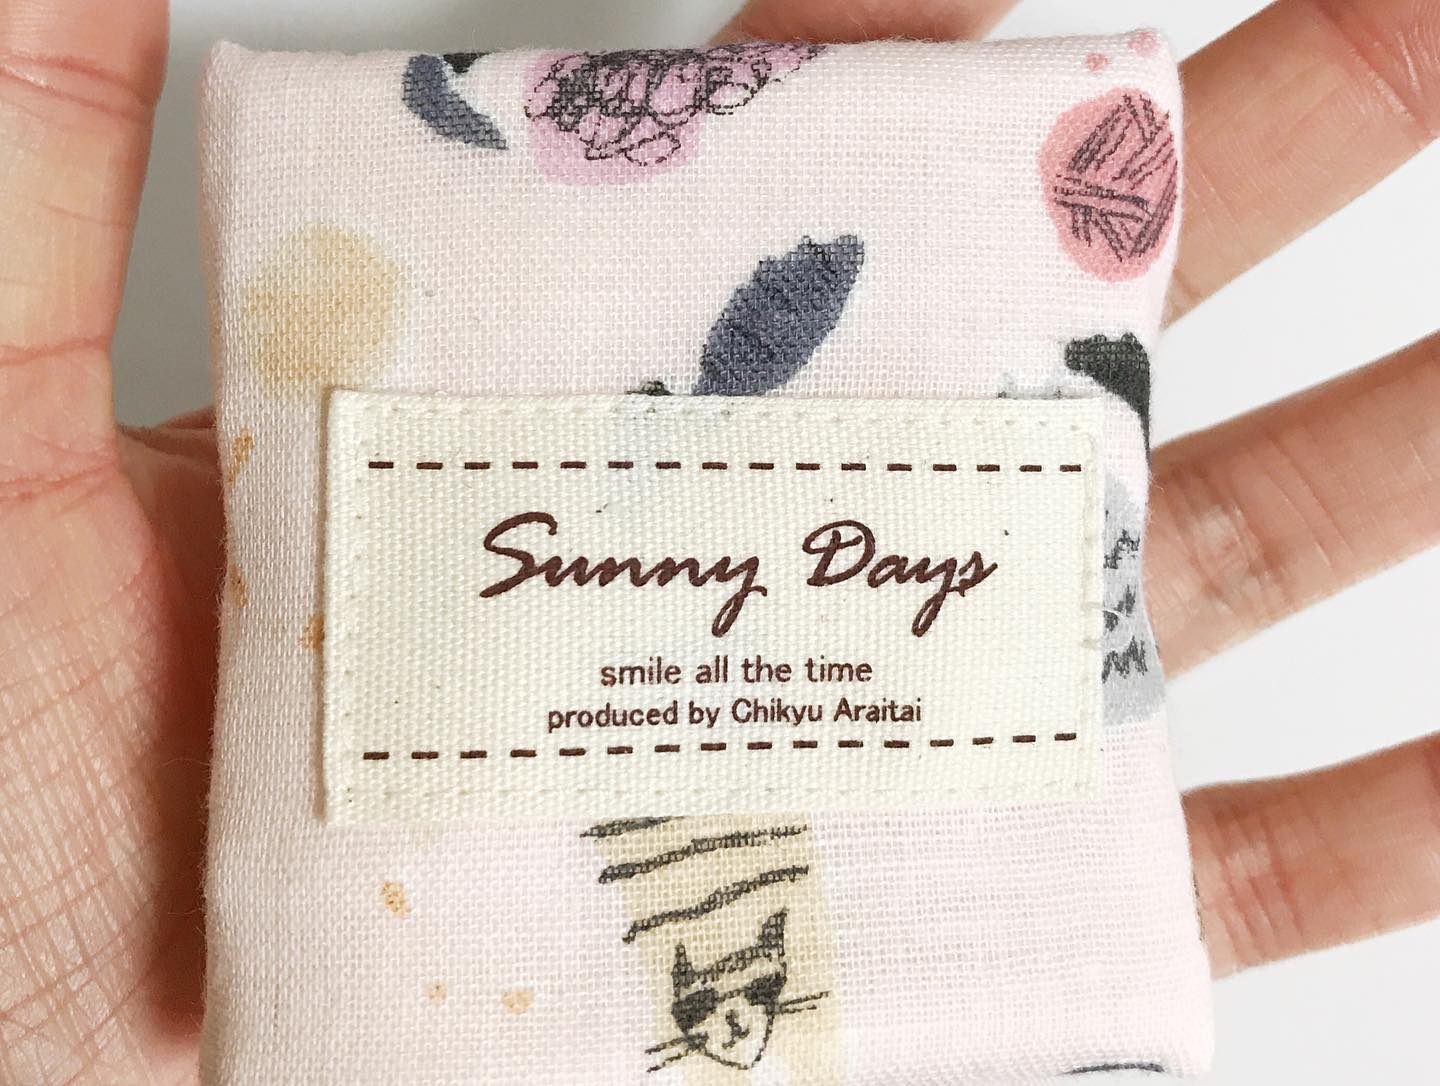 Sunny Days
smile all the time
produced by Chikyu Araitai